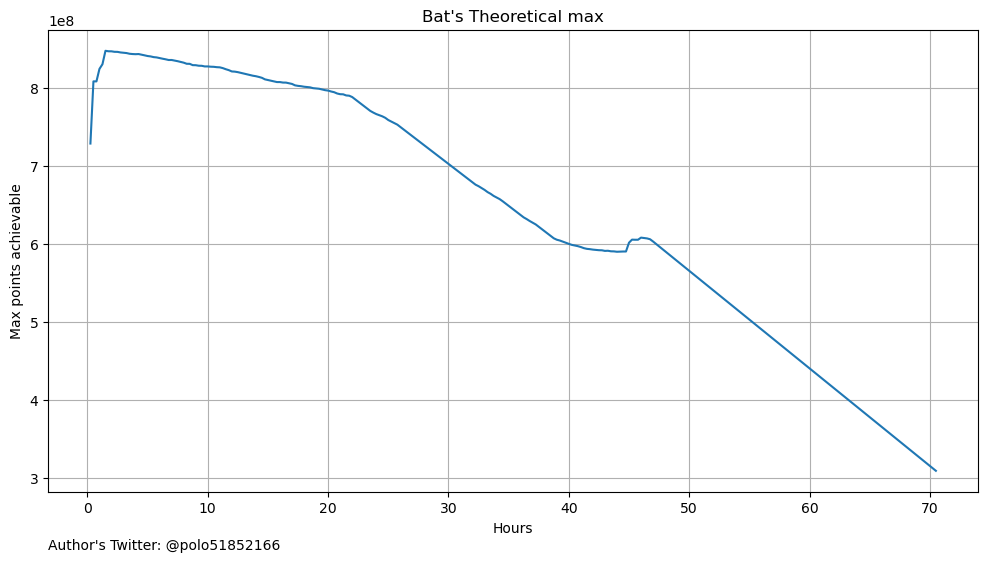 Bat's Theoretical max
1e8
Max points achievable
8
7
6
5
4
3
0 10 20 30 40 50 60 70
Hours
Author's Twitter: @polo51852166